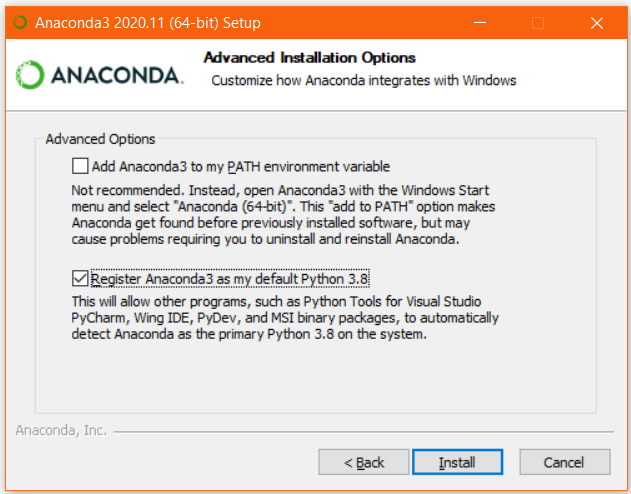 Anaconda3 2020.11 (64-bit) Setup
ANACONDA.
Advanced Installation Options
Customize how Anaconda integrates with Windows
Advanced Options
Add Anaconda3 to my PATH environment variable
Not recommended. Instead, open Anaconda3 with the Windows Start
menu and select "Anaconda (64-bit)". This "add to PATH" option makes
Anaconda get found before previously installed software, but may
cause problems requiring you to uninstall and reinstall Anaconda.
Register Anaconda3 as my default Python 3.8
This will allow other programs, such as Python Tools for Visual Studio
PyCharm, Wing IDE, PyDev, and MSI binary packages, to automatically
detect Anaconda as the primary Python 3.8 on the system.
Anaconda, Inc.
< Back
Install
Cancel